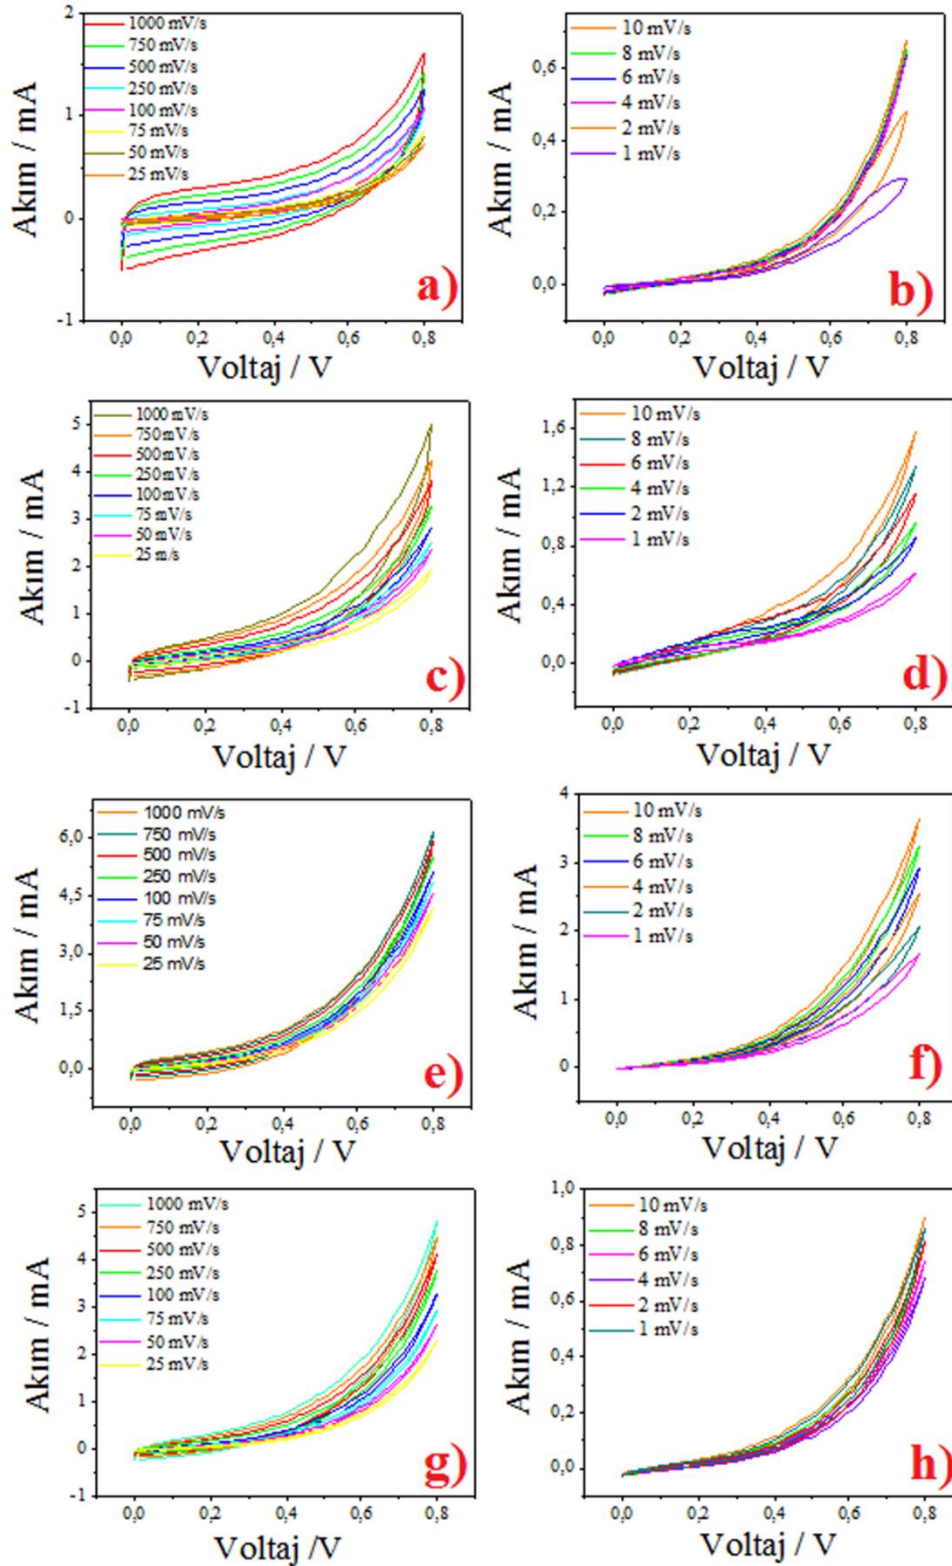 Akım / mA
2
1
0
-1
1000 mV/s
750 mV/s
500 mV/s
250 mV/s
100 mV/s
75 mV/s
50 mV/s
25 mV/s
a)
0,0 0,2 0,4 0,6 0,8
Voltaj / V
Akım / mA
0,6
0,4
0,2
0,0
10 mV/s
8 mV/s
6 mV/s
4 mV/s
2 mV/s
1 mV/s
b)
0,0 0,2 0,4 0,6 0,8
Voltaj / V
Akım / mA
5
4
3
2
1
0
-1
1000 mV/s
750 mV/s
500 mV/s
250 mV/s
100 mV/s
75 mV/s
50 mV/s
25 m/s
c)
0,0 0,2 0,4 0,6 0,8
Voltaj / V
Akım / mA
1,6
1,2
0,8
0,4
0,0
10 mV/s
8 mV/s
6 mV/s
4 mV/s
2 mV/s
1 mV/s
d)
0,0 0,2 0,4 0,6 0,8
Voltaj / V
Akım / mA
6,0
4,5
3,0
1,5
0,0
1000 mV/s
750 mV/s
500 mV/s
250 mV/s
100 mV/s
75 mV/s
50 mV/s
25 mV/s
e)
0,0 0,2 0,4 0,6 0,8
Voltaj / V
Akım / mA
4
3
2
1
0
10 mV/s
8 mV/s
6 mV/s
4 mV/s
2 mV/s
1 mV/s
f)
0,0 0,2 0,4 0,6 0,8
Voltaj / V
Akım / mA
5
4
3
2
1
0
-1
1000 mV/s
750 mV/s
500 mV/s
250 mV/s
100 mV/s
75 mV/s
50 mV/s
25 mV/s
g)
0,0 0,2 0,4 0,6 0,8
Voltaj /V
Akım / mA
1,0
0,8
0,6
0,4
0,2
0,0
10 mV/s
8 mV/s
6 mV/s
4 mV/s
2 mV/s
1 mV/s
h)
0,0 0,2 0,4 0,6 0,8
Voltaj / V